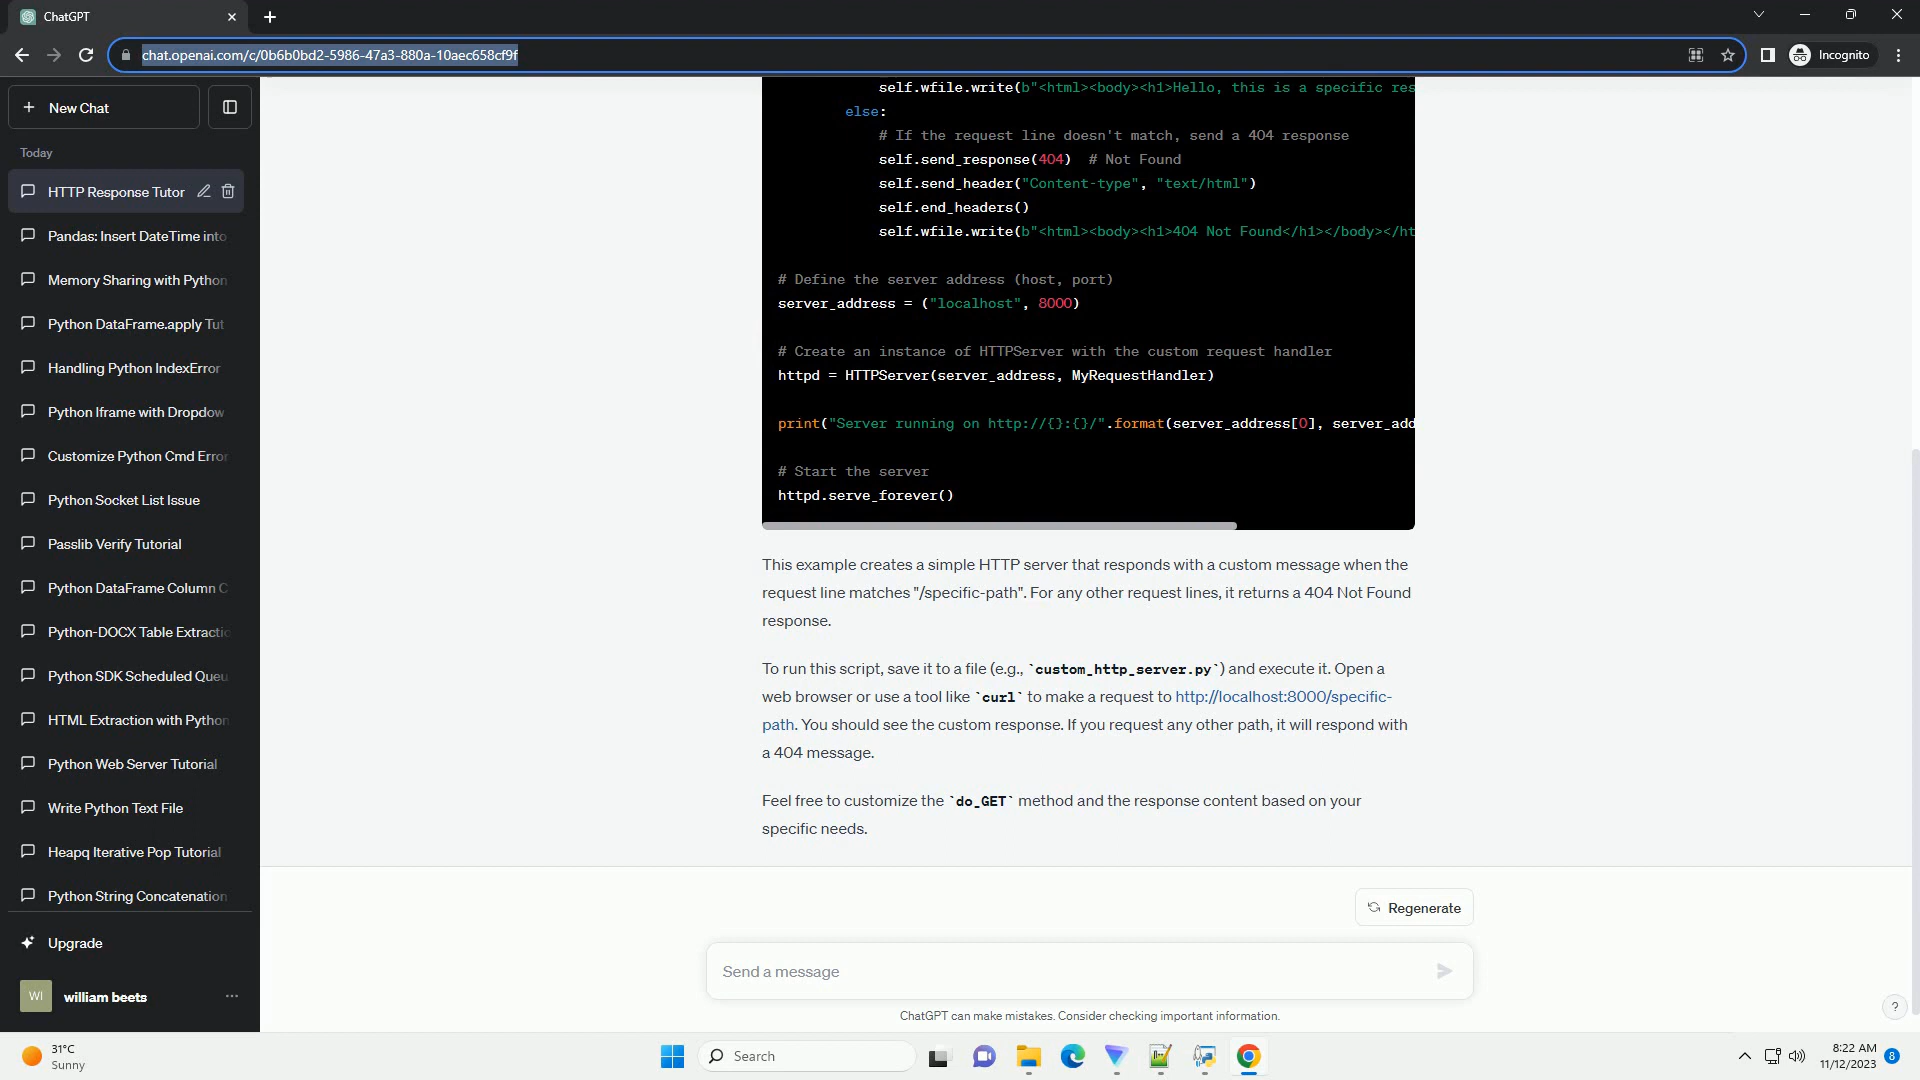 ChatGPT
chat.openai.com/c/0b6b0bd2-5986-47a3-880a-10aec658cf9f
Incognito
New Chat
Today
HTTP Response Tutor
Pandas: Insert DateTime into
Memory Sharing with Python
Python DataFrame.apply Tut
Handling Python IndexError
Python Iframe with Dropdow
Customize Python Cmd Error
Python Socket List Issue
Passlib Verify Tutorial
Python DataFrame Column C
Python-DOCX Table Extractio
Python SDK Scheduled Queu
HTML Extraction with Python
Python Web Server Tutorial
Write Python Text File
Heapq Iterative Pop Tutorial
Python String Concatenation
Upgrade
WI
william beets
self.wfile.write(b"<html><body><h1>Hello, this is a specific res
else:
# If the request line doesn't match, send a 404 response
self.send_response(404)  # Not Found
self.send_header("Content-type", "text/html")
self.end_headers()
self.wfile.write(b"<html><body><h1>404 Not Found</h1></body></ht
# Define the server address (host, port)
server_address = ("localhost", 8000)
# Create an instance of HTTPServer with the custom request handler
httpd = HTTPServer(server_address, MyRequestHandler)
print("Server running on http://{}:{}/".format(server_address[0], server_add
# Start the server
httpd.serve_forever()
This example creates a simple HTTP server that responds with a custom message when the
request line matches "/specific-path". For any other request lines, it returns a 404 Not Found
response.
To run this script, save it to a file (e.g., `custom_http_server.py`) and execute it. Open a
web browser or use a tool like `curl` to make a request to http://localhost:8000/specific-
path. You should see the custom response. If you request any other path, it will respond with
a 404 message.
Feel free to customize the `do_GET` method and the response content based on your
specific needs.
Regenerate
Send a message
ChatGPT can make mistakes. Consider checking important information.
?
31°C
Sunny
Search
8:22 AM
11/12/2023
8